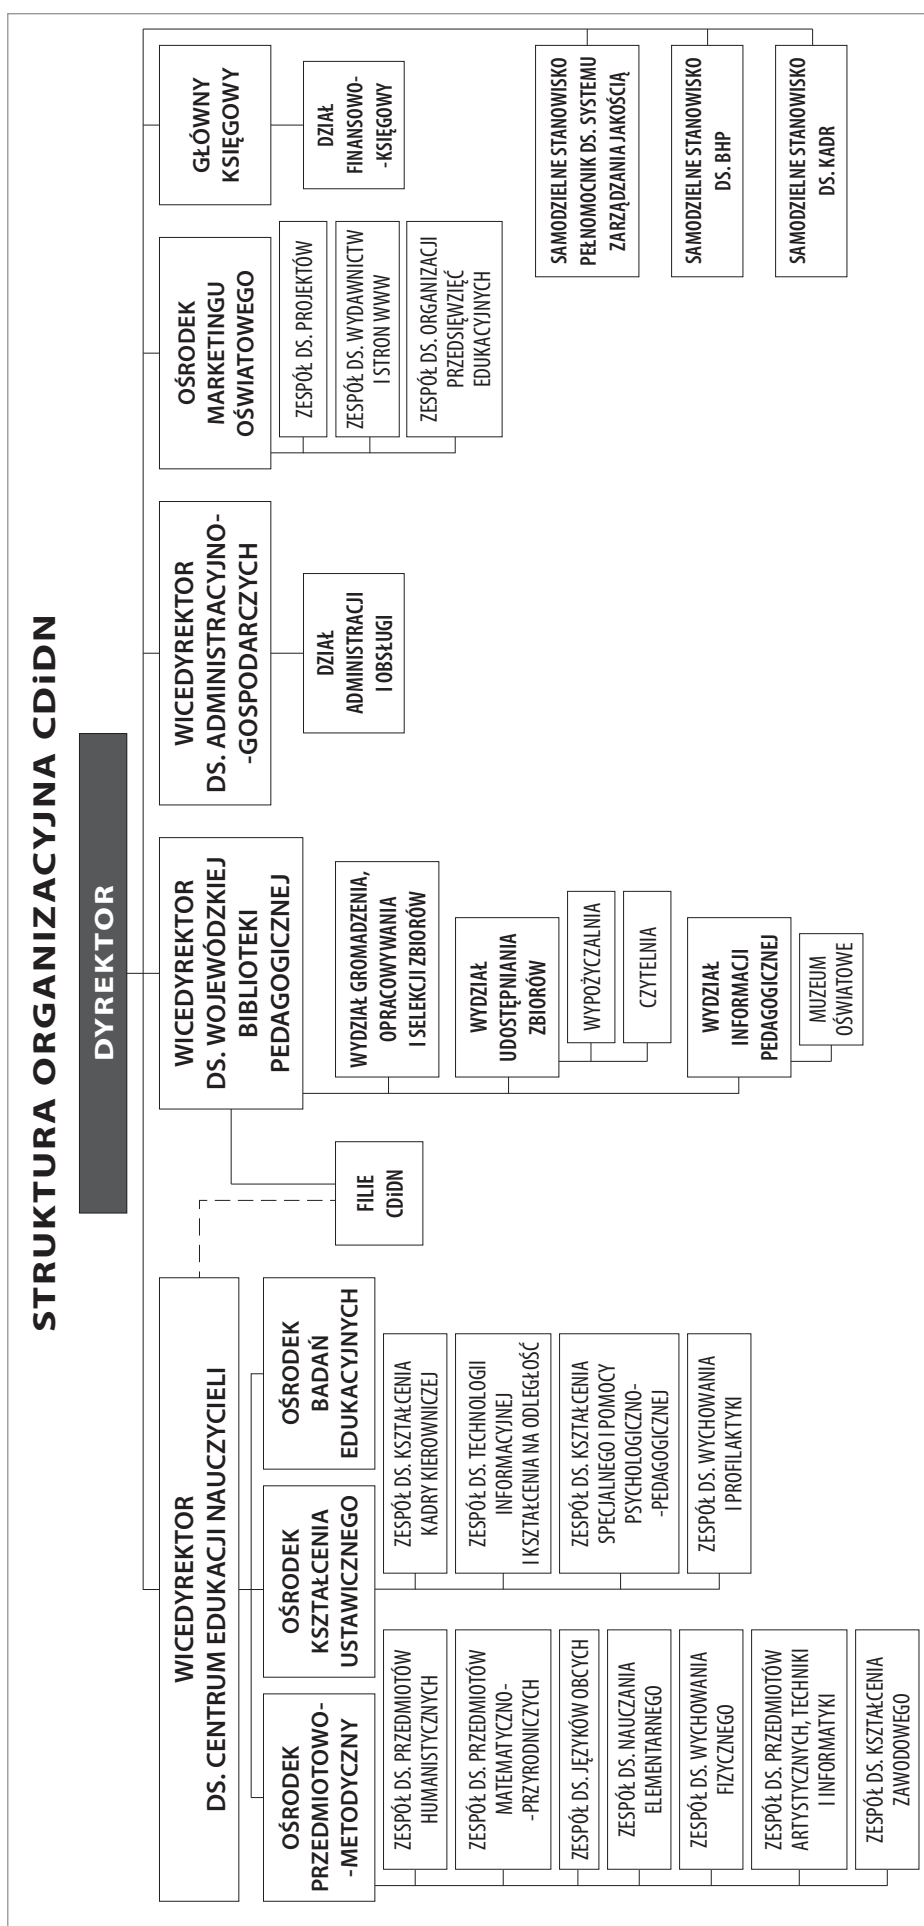 STRUKTURA ORGANIZACYJNA CDiDN
DYREKTOR
WICEDYREKTOR
DS. CENTRUM EDUKACJI NAUCZYCIELI
OŚRODEK
PRZEDMIOTOWO-
-METODYCZNY
ZESPÓŁ DS. PRZEDMIOTÓW
HUMANISTYCZNYCH
ZESPÓŁ DS. PRZEDMIOTÓW
MATEMATYCZNO-
-PRZYRODNICZYCH
ZESPÓŁ DS. JĘZYKÓW OBCYCH
ZESPÓŁ DS. NAUCZANIA
ELEMENTARNEGO
ZESPÓŁ DS. WYCHOWANIA
FIZYCZNEGO
ZESPÓŁ DS. PRZEDMIOTÓW
ARTYSTYCZNYCH, TECHNIKI
I INFORMATYKI
ZESPÓŁ DS. KSZTAŁCENIA
ZAWODOWEGO
OŚRODEK
KSZTAŁCENIA
USTAWICZNEGO
ZESPÓŁ DS. KSZTAŁCENIA
KADRY KIEROWNICZEJ
ZESPÓŁ DS. TECHNOLOGII
INFORMACYJNEJ
I KSZTAŁCENIA NA ODLEGŁOŚĆ
ZESPÓŁ DS. KSZTAŁCENIA
SPECJALNEGO I POMOCY
PSYCHOLOGICZNO-
-PEDAGOGICZNEJ
ZESPÓŁ DS. WYCHOWANIA
I PROFILAKTYKI
OŚRODEK
BADAŃ
EDUKACYJNYCH
FILIE
CDiDN
WICEDYREKTOR
DS. WOJEWÓDZKIEJ
BIBLIOTEKI
PEDAGOGICZNEJ
WYDZIAŁ GROMADZENIA,
OPRACOWYWANIA
I SELEKCJI ZBIORÓW
WYDZIAŁ
UDOSTĘPNIANIA
ZBIORÓW
WYPOŻYCZALNIA
CZYTELNIA
WYDZIAŁ
INFORMACJI
PEDAGOGICZNEJ
MUZEUM
OŚWIATOWE
WICEDYREKTOR
DS. ADMINISTRACYJNO-
-GOSPODARCZYCH
DZIAŁ
ADMINISTRACJI
I OBSŁUGI
OŚRODEK
MARKETINGU
OŚWIATOWEGO
ZESPÓŁ DS. PROJEKTÓW
ZESPÓŁ DS. WYDAWNICTW
I STRON WWW
ZESPÓŁ DS. ORGANIZACJI
PRZEDSIĘWZIĘĆ
EDUKACYJNYCH
GŁÓWNY
KSIĘGOWY
DZIAŁ
FINANSOWO-
-KSIĘGOWY
SAMODZIELNE STANOWISKO
PEŁNOMOCNIK DS. SYSTEMU
ZARZĄDZANIA JAKOŚCIĄ
SAMODZIELNE STANOWISKO
DS. BHP
SAMODZIELNE STANOWISKO
DS. KADR